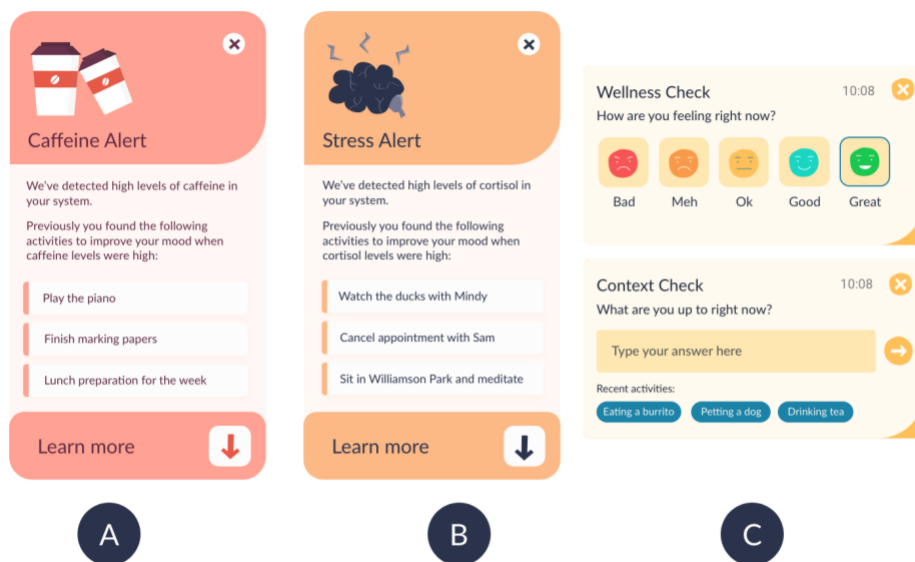 Caffeine Alert
We've detected high levels of caffeine in
your system.
Previously you found the following
activities to improve your mood when
caffeine levels were high:
Play the piano
Finish marking papers
Lunch preparation for the week
Learn more
A
Stress Alert
We've detected high levels of cortisol in
your system.
Previously you found the following
activities to improve your mood when
cortisol levels were high:
Watch the ducks with Mindy
Cancel appointment with Sam
Sit in Williamson Park and meditate
Learn more
B
Wellness Check 10:08
How are you feeling right now?
Bad Meh Ok Good Great
Context Check 10:08
What are you up to right now?
Type your answer here
Recent activities:
Eating a burrito Petting a dog Drinking tea
C